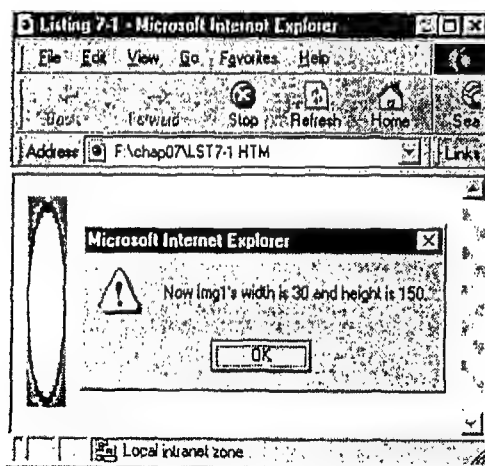 Listing 7-1 - Microsoft Internet Explorer
File Edit View Go Favorites Help
Back Forward Stop Refresh Home Sea
Address F:\chap07\LST7-1 HTM Links
Microsoft Internet Explorer
Now Img1's width is 30 and height is 150.
OK
Local intranet zone